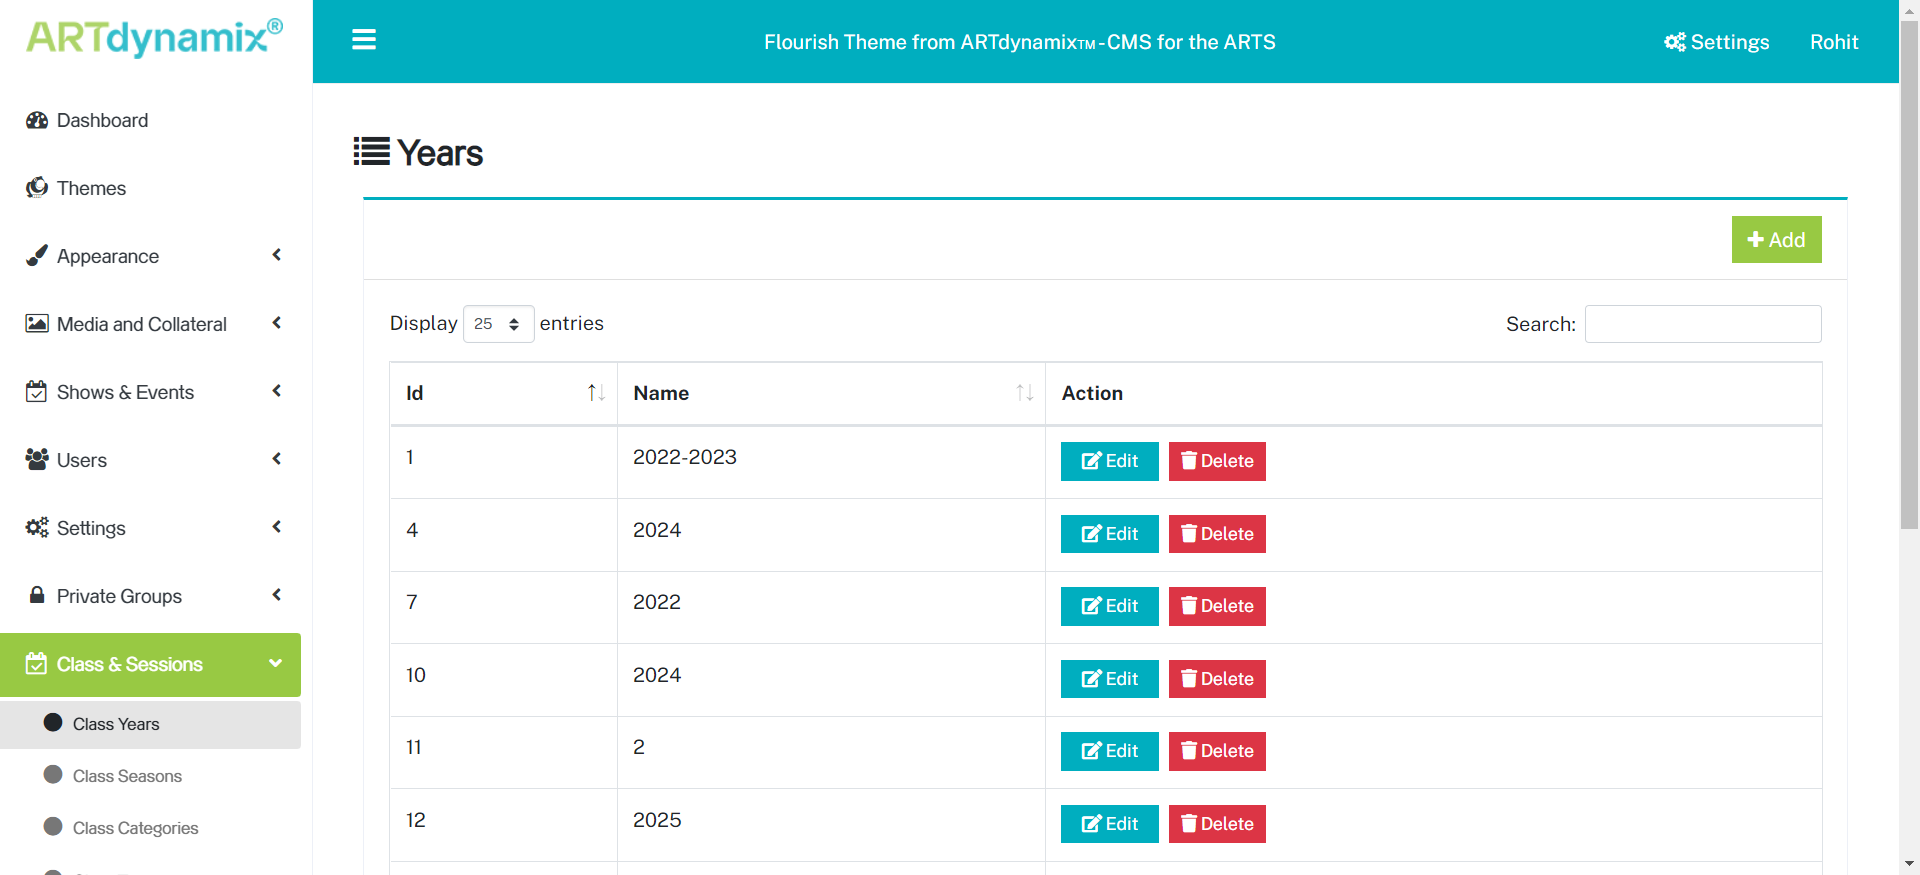 ARTdynamix®
Flourish Theme from ARTdynamix™-CMS for the ARTS
Settings
Rohit
Dashboard
Themes
Appearance
Media and Collateral
Shows & Events
Users
Settings
Private Groups
Class & Sessions
Class Years
Class Seasons
Class Categories
Years
Add
Display 25 entries
Search:
Id Name Action
1 2022-2023 Edit Delete
4 2024 Edit Delete
7 2022 Edit Delete
10 2024 Edit Delete
11 2 Edit Delete
12 2025 Edit Delete